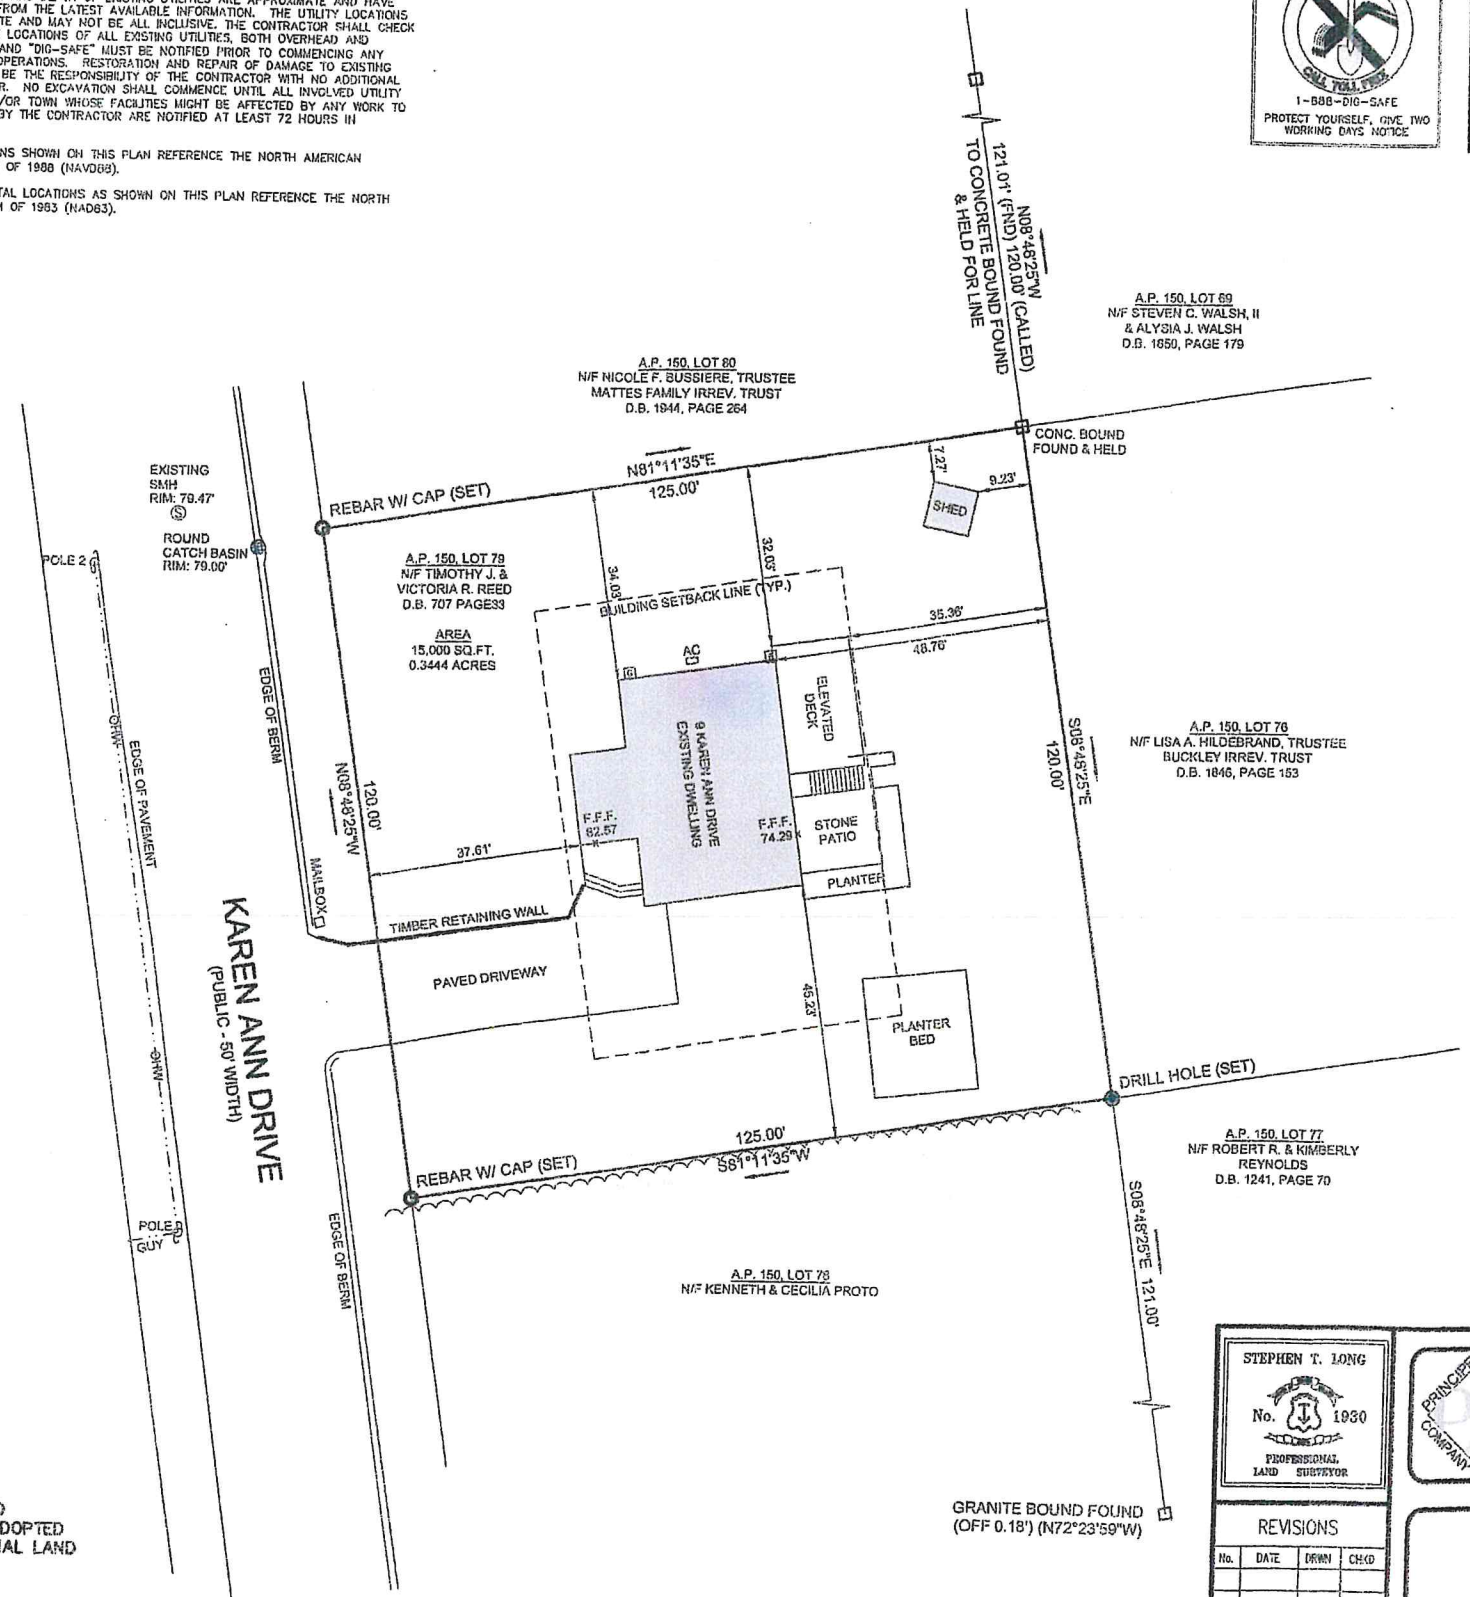 FROM THE LATEST AVAILABLE INFORMATION. THE UTILITY LOCATIONS
TE AND MAY NOT BE ALL INCLUSIVE. THE CONTRACTOR SHALL CHECK
LOCATIONS OF ALL EXISTING UTILITIES, BOTH OVERHEAD AND
AND "DIG-SAFE" MUST BE NOTIFIED PRIOR TO COMMENCING ANY
OPERATIONS. RESTORATION AND REPAIR OF DAMAGE TO EXISTING
BE THE RESPONSIBILITY OF THE CONTRACTOR WITH NO ADDITIONAL
R. NO EXCAVATION SHALL COMMENCE UNTIL ALL INVOLVED UTILITY
/OR TOWN WHOSE FACILITIES MIGHT BE AFFECTED BY ANY WORK TO
BY THE CONTRACTOR ARE NOTIFIED AT LEAST 72 HOURS IN
NS SHOWN ON THIS PLAN REFERENCE THE NORTH AMERICAN
OF 1988 (NAVD88).
TAL LOCATIONS AS SHOWN ON THIS PLAN REFERENCE THE NORTH
OF 1983 (NAD83).
CALL TOLL FREE
1-888-DIG-SAFE
PROTECT YOURSELF, GIVE TWO
WORKING DAYS NOTICE
N08°48'25"W
121.01' (FND) 120.00' (CALLED)
TO CONCRETE BOUND FOUND
& HELD FOR LINE
A.P. 150, LOT 69
N/F STEVEN C. WALSH, II
& ALYSIA J. WALSH
D.B. 1850, PAGE 179
A.P. 150, LOT 80
N/F NICOLE F. BUSSIERE, TRUSTEE
MATTES FAMILY IRREV. TRUST
D.B. 1944, PAGE 264
CONC. BOUND
FOUND & HELD
N81°11'35"E
125.00'
7.27'
9.23'
SHED
EXISTING
SMH
RIM: 79.47'
S
ROUND
CATCH BASIN
RIM: 79.00'
REBAR W/ CAP (SET)
POLE 2
A.P. 150, LOT 79
N/F TIMOTHY J. &
VICTORIA R. REED
D.B. 707 PAGE33
AREA
15,000 SQ.FT.
0.3444 ACRES
34.03'
32.03'
BUILDING SETBACK LINE (TYP.)
35.36'
48.76'
AC
G
ELEVATED
DECK
9 KAREN ANN DRIVE
EXISTING DWELLING
EDGE OF BERM
OHW
EDGE OF PAVEMENT
N08°48'25"W
120.00'
S08°48'25"E
120.00'
A.P. 150, LOT 76
N/F LISA A. HILDEBRAND, TRUSTEE
BUCKLEY IRREV. TRUST
D.B. 1846, PAGE 153
F.F.F.
82.57
F.F.F.
74.29
STONE
PATIO
PLANTER
37.61'
MAILBOX
TIMBER RETAINING WALL
PAVED DRIVEWAY
KAREN ANN DRIVE
(PUBLIC - 50' WIDTH)
OHW
45.23'
PLANTER
BED
DRILL HOLE (SET)
125.00'
S81°11'35"W
REBAR W/ CAP (SET)
A.P. 150, LOT 77
N/F ROBERT R. & KIMBERLY
REYNOLDS
D.B. 1241, PAGE 70
S08°48'25"E 121.00'
POLE
GUY
EDGE OF BERM
A.P. 150, LOT 78
N/F KENNETH & CECILIA PROTO
GRANITE BOUND FOUND
(OFF 0.18') (N72°23'59"W)
DOPTED
AL LAND
STEPHEN T. LONG
No. 1930
PROFESSIONAL
LAND SURVEYOR
PRINCIPE
COMPANY
REVISIONS
No. DATE DRWN CHKD